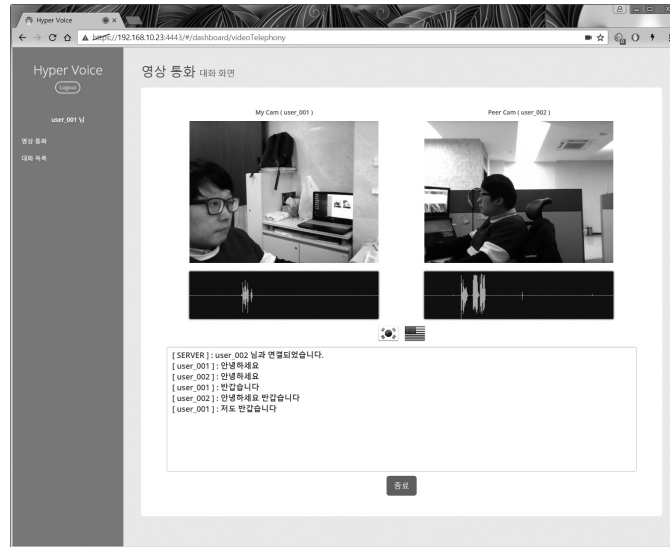 Hyper Voice
https://192.168.10.23:4443/#/dashboard/videoTelephony
Hyper Voice
Logout
user_001 님
영상 통화
대화 목록
영상 통화 대화 화면
My Cam ( user_001 )
Peer Cam ( user_002 )
[ SERVER ] : user_002 님과 연결되었습니다.
[ user_001 ] : 안녕하세요
[ user_002 ] : 안녕하세요
[ user_001 ] : 반갑습니다
[ user_002 ] : 안녕하세요 반갑습니다
[ user_001 ] : 저도 반갑습니다
종료